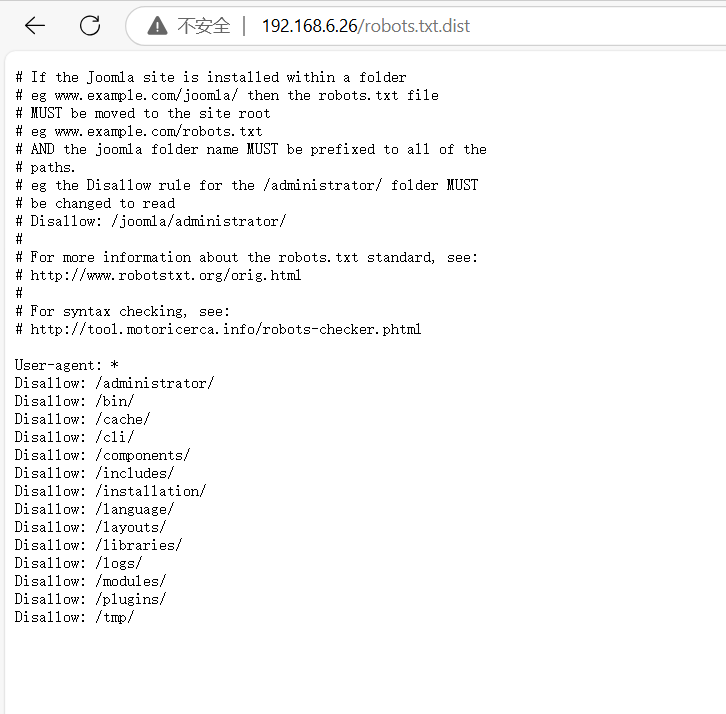 不安全 | 192.168.6.26/robots.txt.dist
# If the Joomla site is installed within a folder
# eg www.example.com/joomla/ then the robots.txt file
# MUST be moved to the site root
# eg www.example.com/robots.txt
# AND the joomla folder name MUST be prefixed to all of the
# paths.
# eg the Disallow rule for the /administrator/ folder MUST
# be changed to read
# Disallow: /joomla/administrator/
#
# For more information about the robots.txt standard, see:
# http://www.robotstxt.org/orig.html
#
# For syntax checking, see:
# http://tool.motoricerca.info/robots-checker.phtml
User-agent: *
Disallow: /administrator/
Disallow: /bin/
Disallow: /cache/
Disallow: /cli/
Disallow: /components/
Disallow: /includes/
Disallow: /installation/
Disallow: /language/
Disallow: /layouts/
Disallow: /libraries/
Disallow: /logs/
Disallow: /modules/
Disallow: /plugins/
Disallow: /tmp/